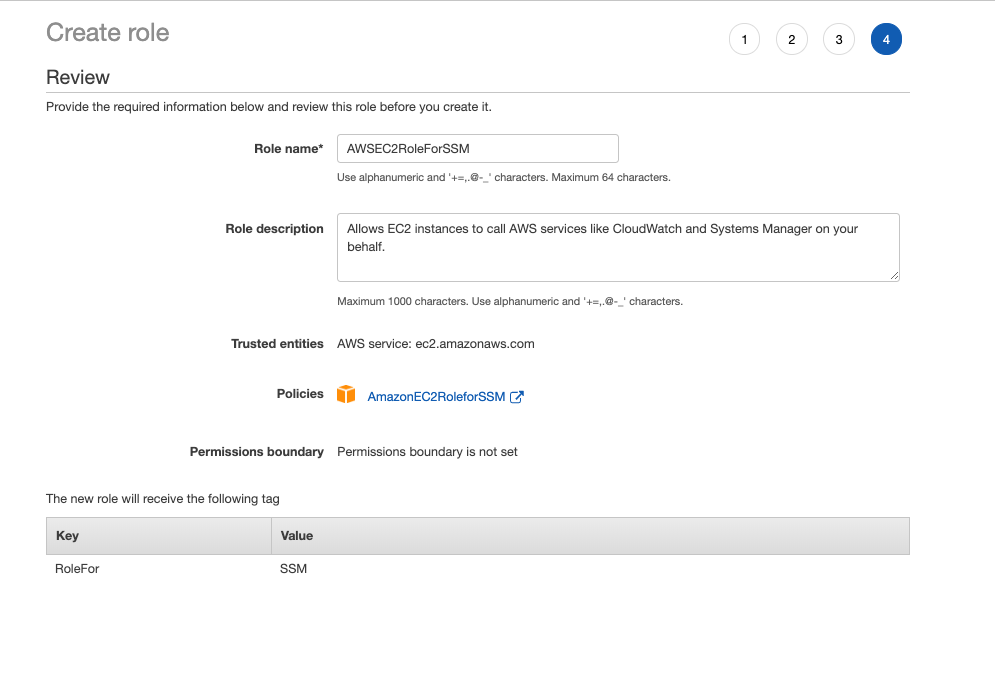 Create role
1 2 3 4
Review
Provide the required information below and review this role before you create it.
Role name* AWSEC2RoleForSSM
Use alphanumeric and '+=,.@-_' characters. Maximum 64 characters.
Role description Allows EC2 instances to call AWS services like CloudWatch and Systems Manager on your
behalf.
Maximum 1000 characters. Use alphanumeric and '+=,.@-_' characters.
Trusted entities AWS service: ec2.amazonaws.com
Policies AmazonEC2RoleforSSM
Permissions boundary Permissions boundary is not set
The new role will receive the following tag
Key Value
RoleFor SSM